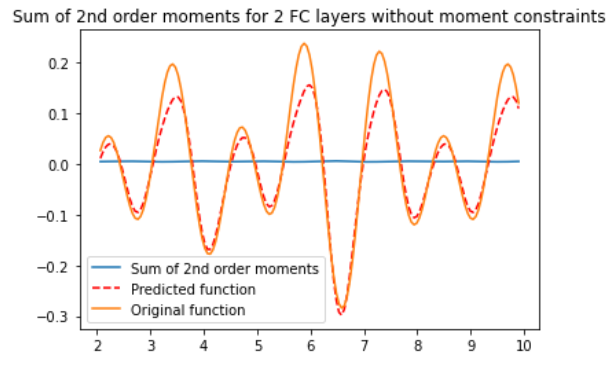 Sum of 2nd order moments for 2 FC layers without moment constraints
0.2
0.1
0.0
−0.1
−0.2
−0.3
Sum of 2nd order moments
Predicted function
Original function
2 3 4 5 6 7 8 9 10